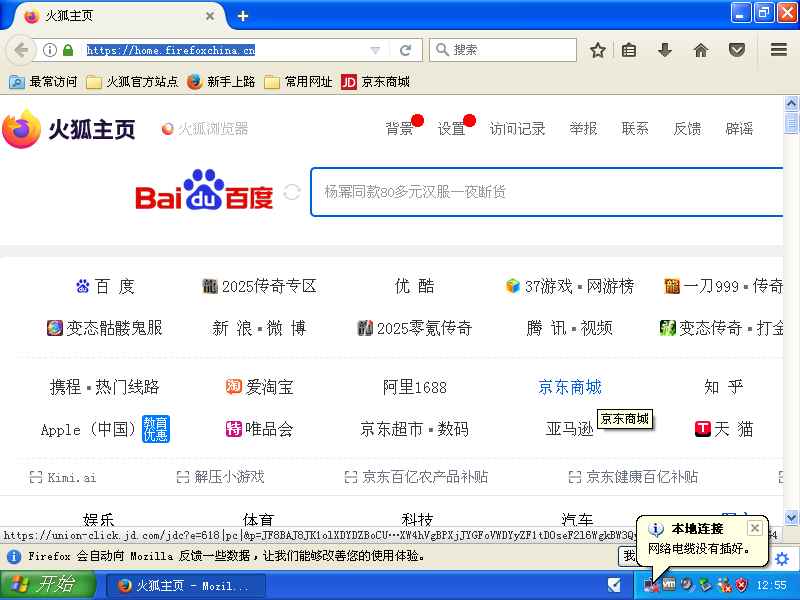 火狐主页
https://home.firefoxchina.cn
搜索
最常访问 火狐官方站点 新手上路 常用网址 JD 京东商城
火狐主页 火狐浏览器 背景 设置 访问记录 举报 联系 反馈 辟谣
Bai du 百度 杨幂同款80多元汉服一夜断货
百 度 2025传奇专区 优 酷 37游戏▪网游榜 一刀999▪传奇
变态骷髅鬼服 新 浪▪微 博 2025零氪传奇 腾 讯▪视频 变态传奇▪打金
携程▪热门线路 淘 爱淘宝 阿里1688 京东商城 知 乎
Apple（中国） 教育优惠 特 唯品会 京东超市▪数码 亚马逊 T 天 猫
京东商城
Kimi.ai 解压小游戏 京东百亿农产品补贴 京东健康百亿补贴
娱乐 体育 科技 汽车
本地连接
网络电缆没有插好。
Firefox 会自动向 Mozilla 反馈一些数据，让我们能够改善您的使用体验。 我
开始 火狐主页 - Mozil... 12:55